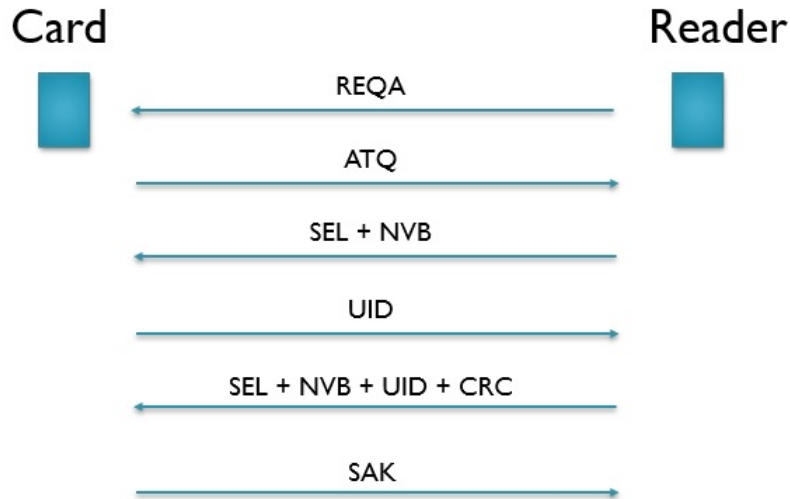 Card
Reader
REQA
ATQ
SEL + NVB
UID
SEL + NVB + UID + CRC
SAK